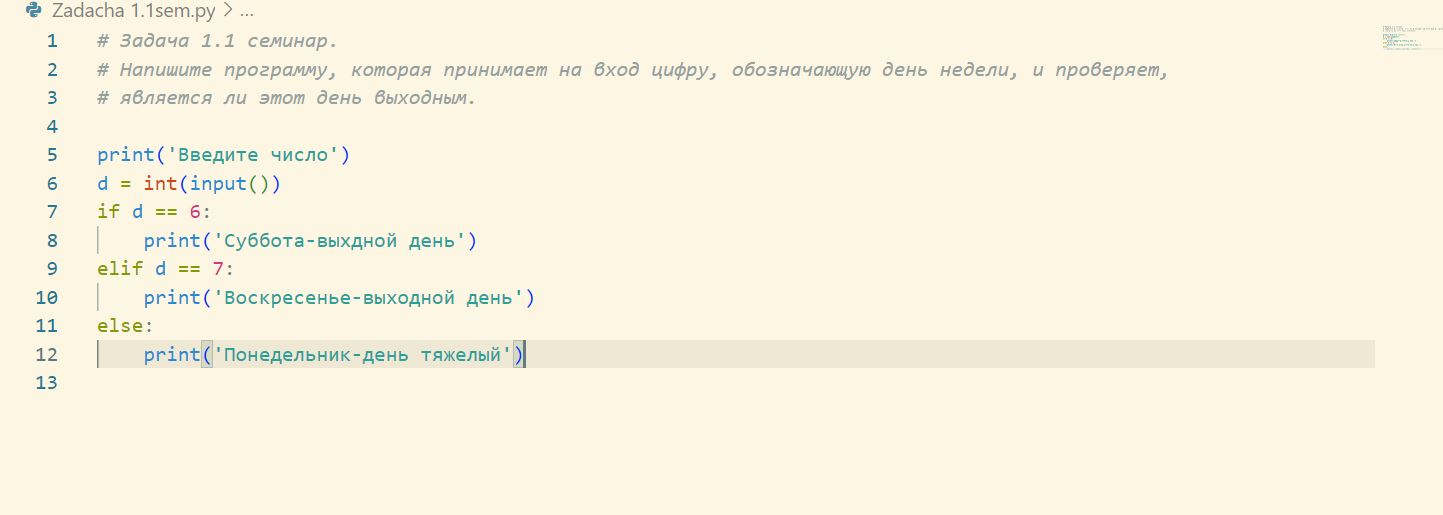 Zadacha 1.1sem.py > ...
1 # Задача 1.1 семинар.
2 # Напишите программу, которая принимает на вход цифру, обозначающую день недели, и проверяет,
3 # является ли этот день выходным.
4
5 print('Введите число')
6 d = int(input())
7 if d == 6:
8     print('Суббота-выхдной день')
9 elif d == 7:
10     print('Воскресенье-выходной день')
11 else:
12     print('Понедельник-день тяжелый')
13